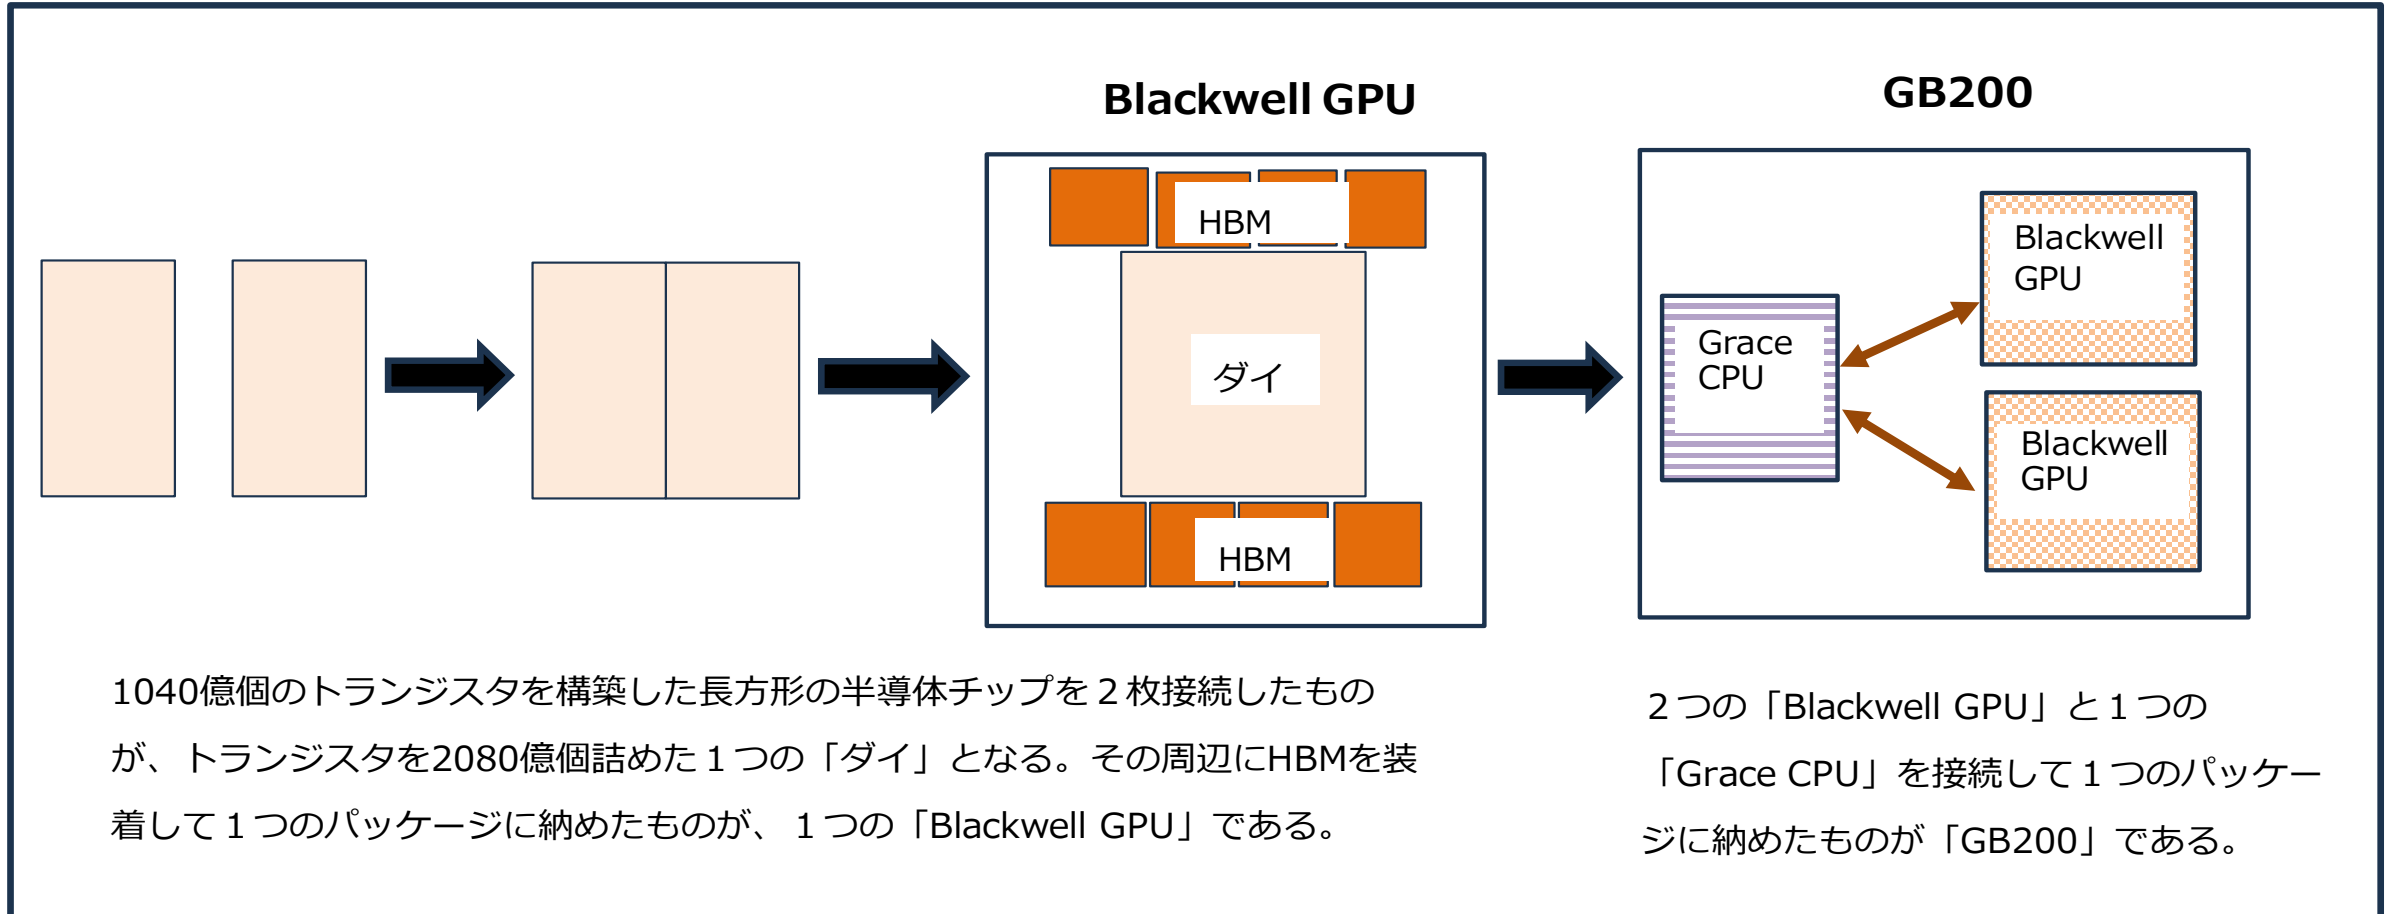 Blackwell GPU
GB200
HBM
ダイ
HBM
Grace
CPU
Blackwell
GPU
Blackwell
GPU
1040億個のトランジスタを構築した長方形の半導体チップを２枚接続したもの
が、トランジスタを2080億個詰めた１つの「ダイ」となる。その周辺にHBMを装
着して１つのパッケージに納めたものが、１つの「Blackwell GPU」である。
２つの「Blackwell GPU」と１つの
「Grace CPU」を接続して１つのパッケー
ジに納めたものが「GB200」である。